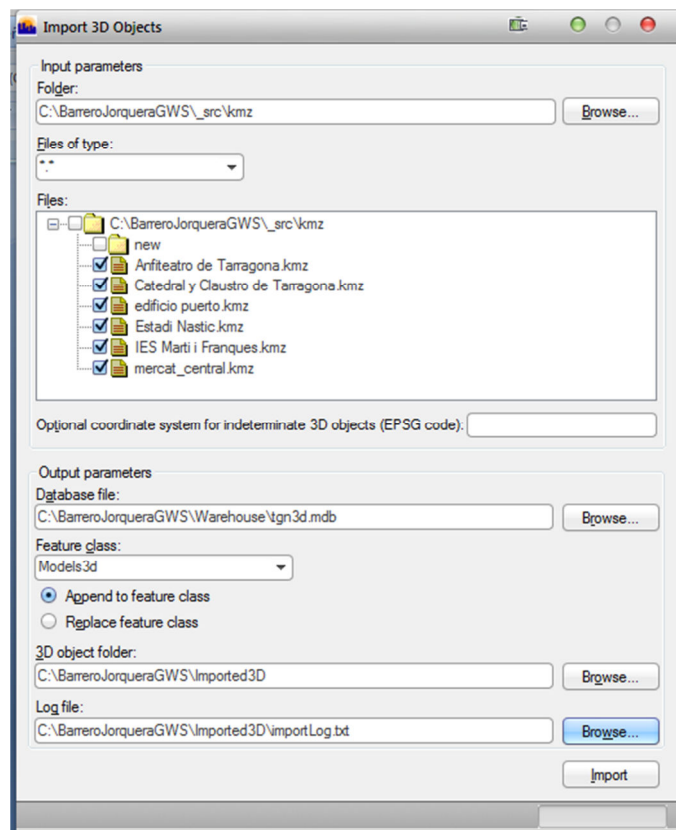 Import 3D Objects
Input parameters
Folder:
C:\BarreroJorqueraGWS\_src\kmz
Browse...
Files of type:
*.*
Files:
C:\BarreroJorqueraGWS\_src\kmz
new
Anfiteatro de Tarragona.kmz
Catedral y Claustro de Tarragona.kmz
edificio puerto.kmz
Estadi Nastic.kmz
IES Marti i Franques.kmz
mercat_central.kmz
Optional coordinate system for indeterminate 3D objects (EPSG code):
Output parameters
Database file:
C:\BarreroJorqueraGWS\Warehouse\tgn3d.mdb
Browse...
Feature class:
Models3d
Append to feature class
Replace feature class
3D object folder:
C:\BarreroJorqueraGWS\Imported3D
Browse...
Log file:
C:\BarreroJorqueraGWS\Imported3D\importLog.txt
Browse...
Import